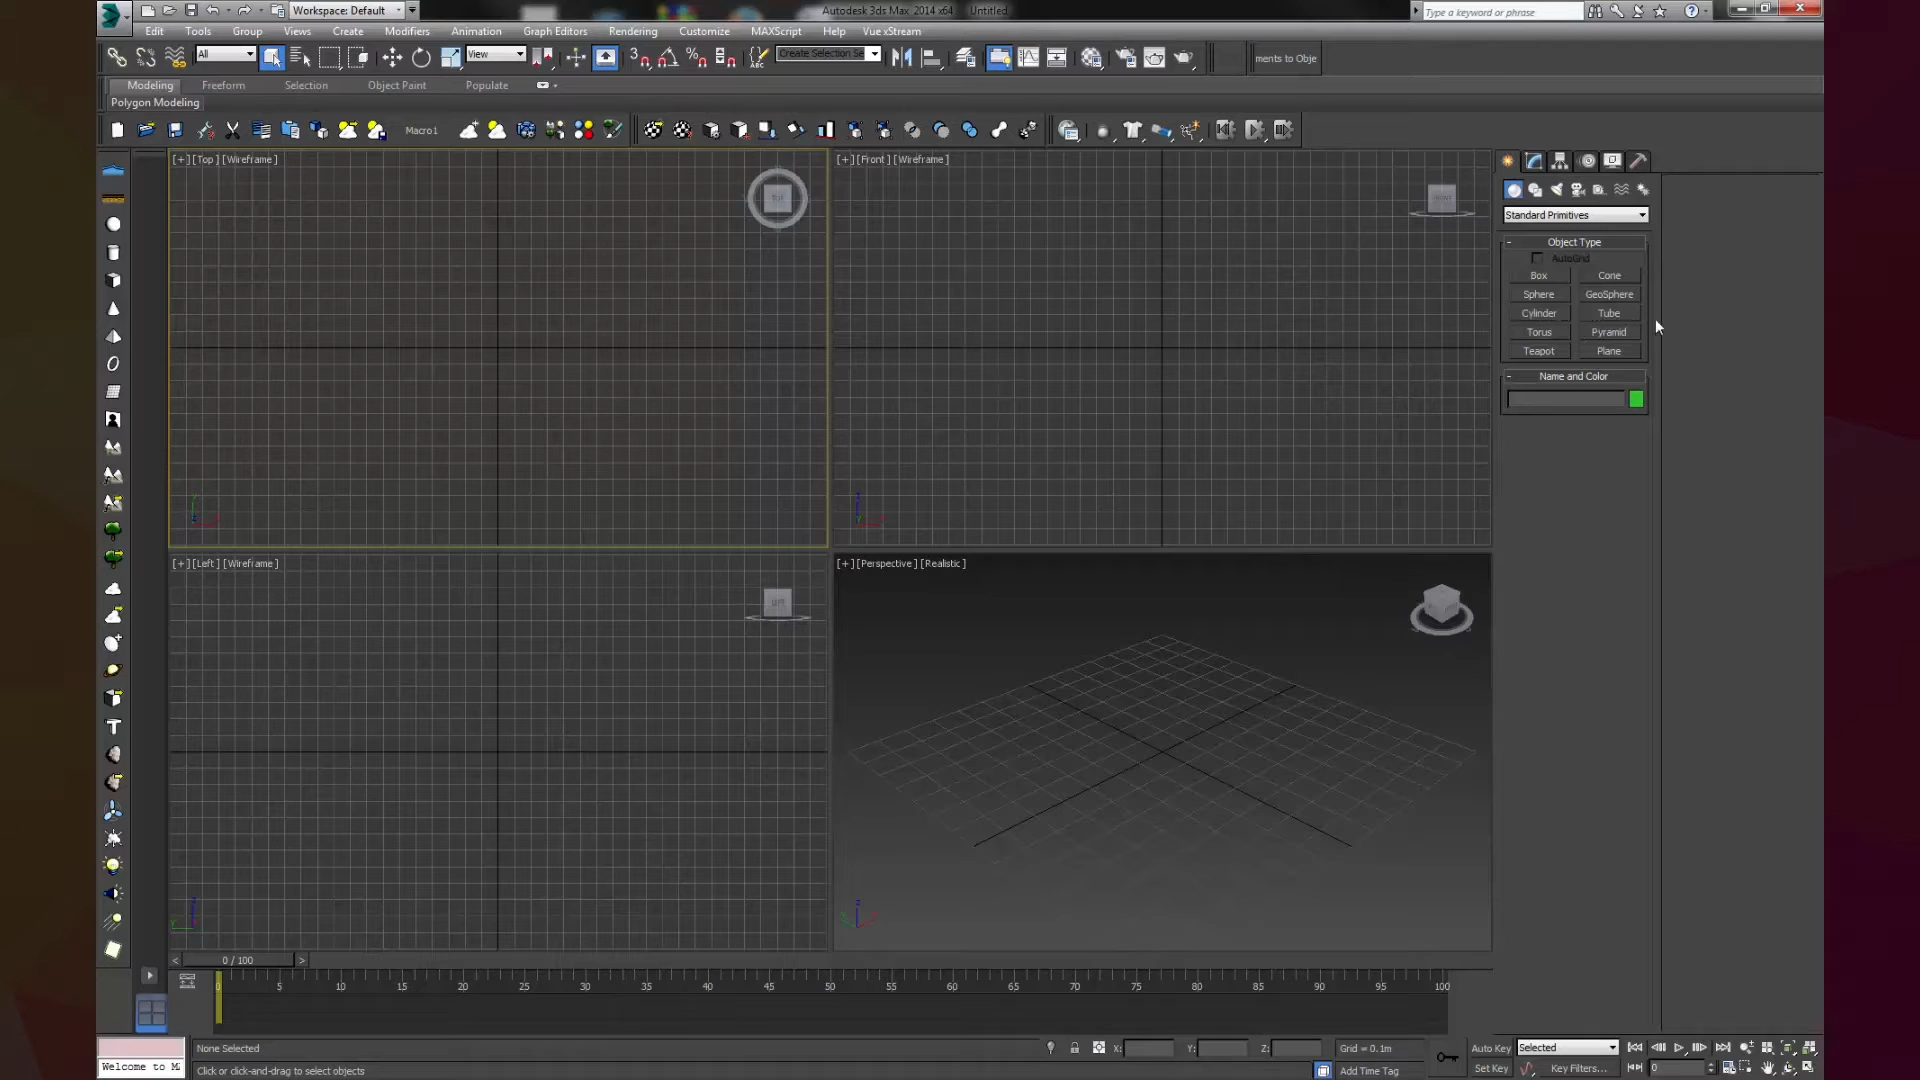 Workspace: Default
Autodesk 3ds Max 2014 x64 Untitled
Type a keyword or phrase
Edit Tools Group Views Create Modifiers Animation Graph Editors Rendering Customize MAXScript Help Vue xStream
All
View
Create Selection Se
ments to Obje
Modeling Freeform Selection Object Paint Populate
Polygon Modeling
Macro1
[+] [Top] [Wireframe]
[+] [Front] [Wireframe]
TOP
Standard Primitives
Object Type
AutoGrid
Box Cone
Sphere GeoSphere
Cylinder Tube
Torus Pyramid
Teapot Plane
Name and Color
[+] [Left] [Wireframe]
[+] [Perspective] [Realistic]
< 0 / 100 >
0 5 10 15 20 25 30 35 40 45 50 55 60 65 70 75 80 85 90 95 100
None Selected
X: Y: Z: Grid = 0.1m
Auto Key Selected
Welcome to M
Click or click-and-drag to select objects
Add Time Tag
Set Key Key Filters... 0